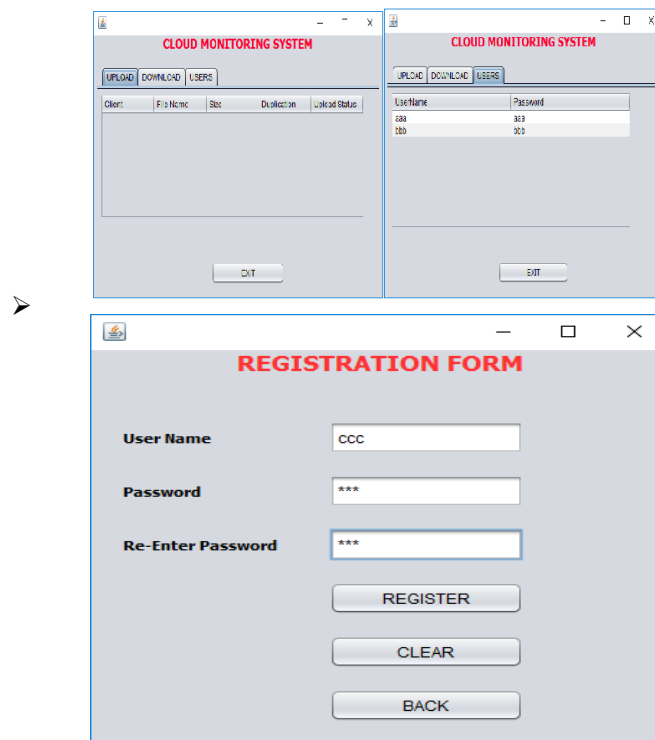 CLOUD MONITORING SYSTEM
UPLOAD DOWNLOAD USERS
Client File Name Size Duplication Upload Status
EXIT
CLOUD MONITORING SYSTEM
UPLOAD DOWNLOAD USERS
UserName Password
aaa aaa
bbb bbb
EXIT
➢
REGISTRATION FORM
User Name ccc
Password ***
Re-Enter Password ***
REGISTER
CLEAR
BACK